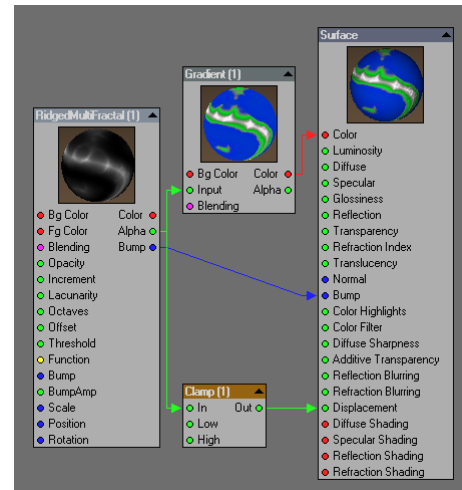 Surface
Gradient (1)
RidgedMultiFractal (1)
Color
Luminosity
Diffuse
Specular
Glossiness
Reflection
Transparency
Refraction Index
Translucency
Normal
Bump
Color Highlights
Color Filter
Diffuse Sharpness
Additive Transparency
Reflection Blurring
Refraction Blurring
Displacement
Diffuse Shading
Specular Shading
Reflection Shading
Refraction Shading
Bg Color Color
Input Alpha
Blending
Bg Color Color
Fg Color Alpha
Blending Bump
Opacity
Increment
Lacunarity
Octaves
Offset
Threshold
Function
Bump
BumpAmp
Scale
Position
Rotation
Clamp (1)
In Out
Low
High